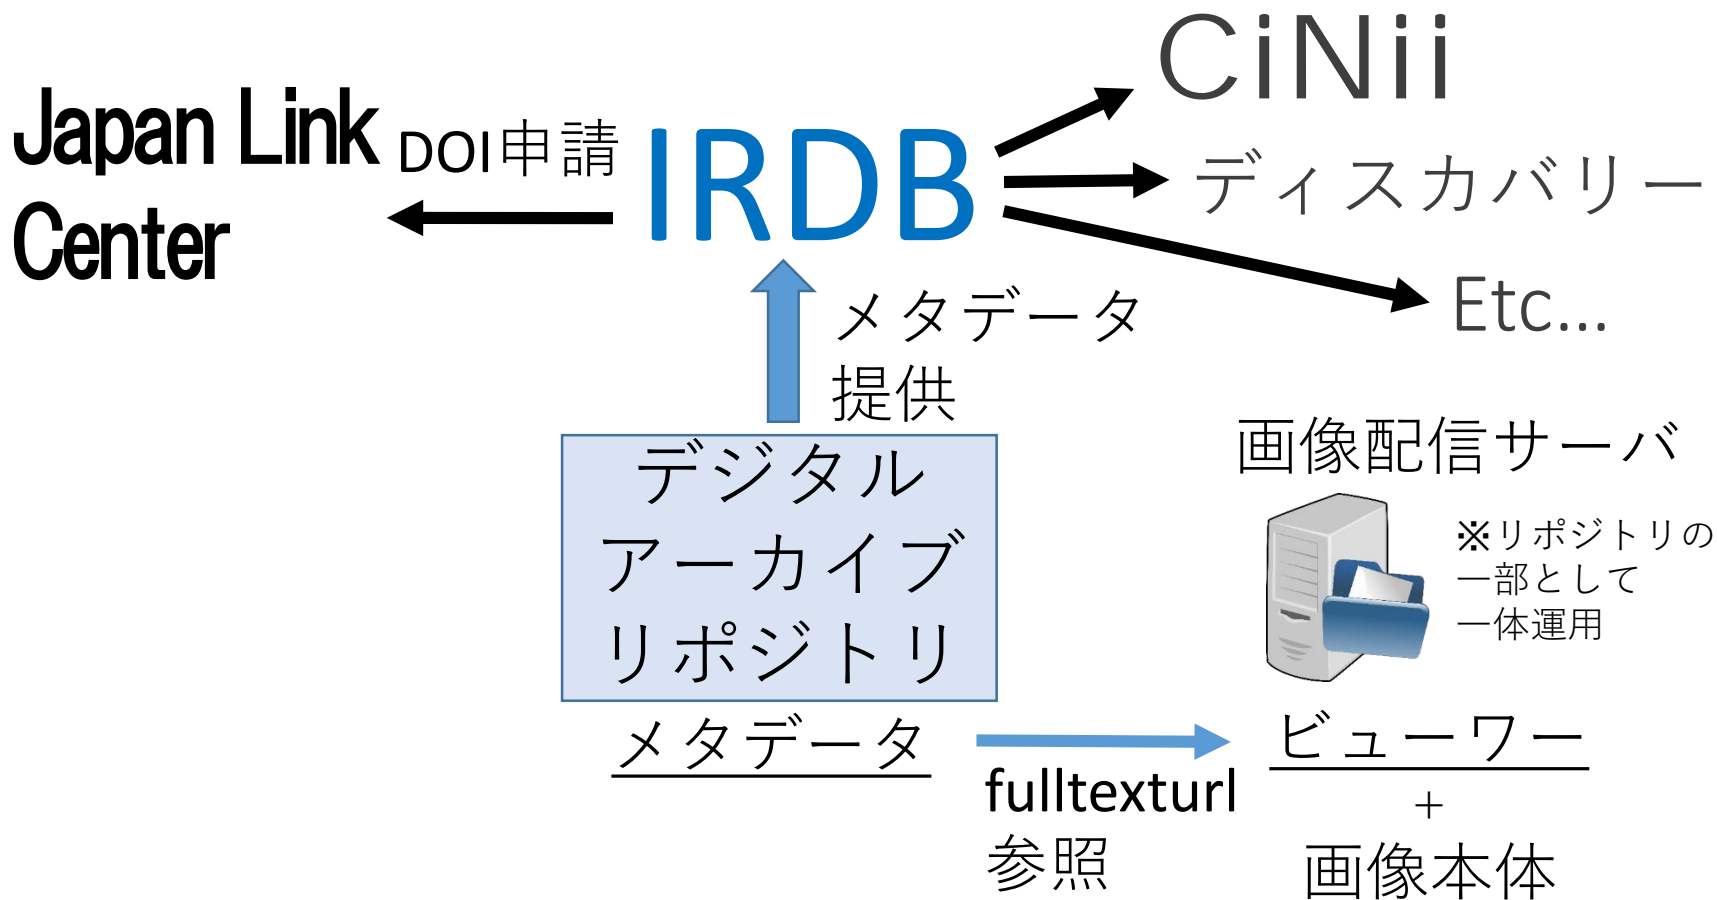 Japan Link
Center
DOI申請
IRDB
CiNii
ディスカバリー
Etc...
メタデータ
提供
デジタル
アーカイブ
リポジトリ
メタデータ
fulltexturl
参照
画像配信サーバ
※リポジトリの
一部として
一体運用
ビューワー
+
画像本体